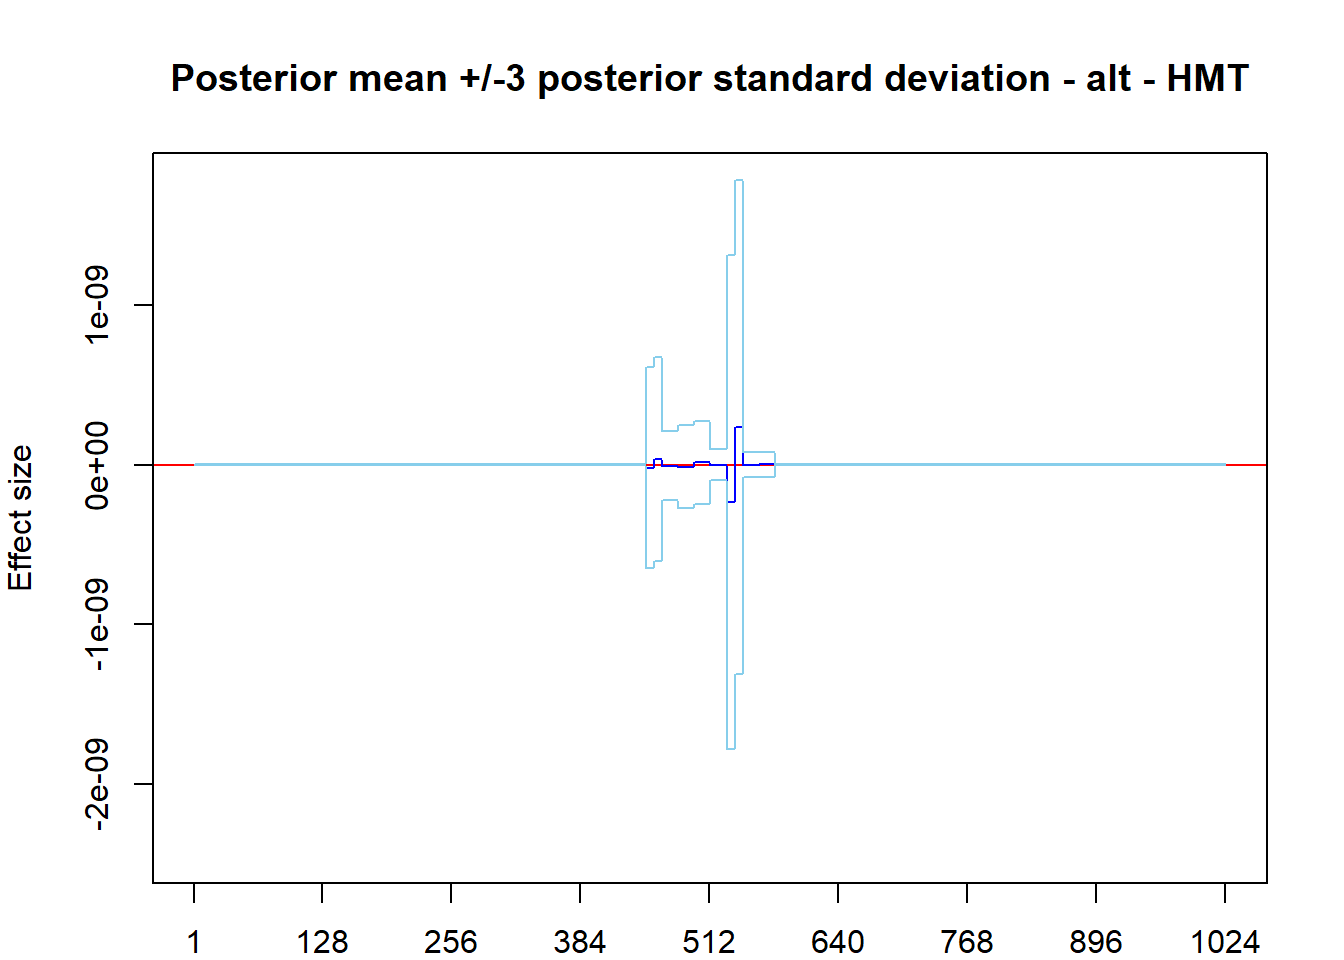 Posterior mean +/-3 posterior standard deviation - alt - HMT
Effect size
1e-09
0e+00
-1e-09
-2e-09
1 128 256 384 512 640 768 896 1024